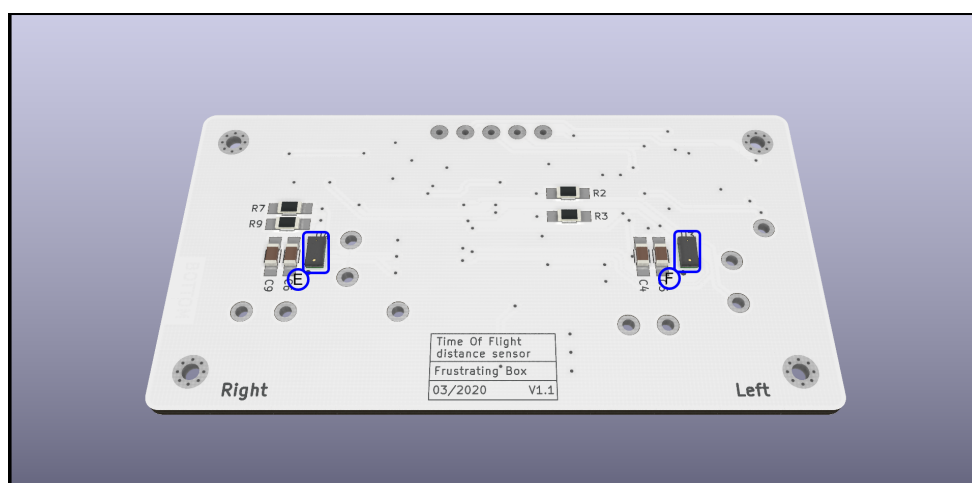 R7
R9
R2
R3
E
F
C9
C4
Time Of Flight
distance sensor
Frustrating Box
03/2020 V1.1
Right
Left